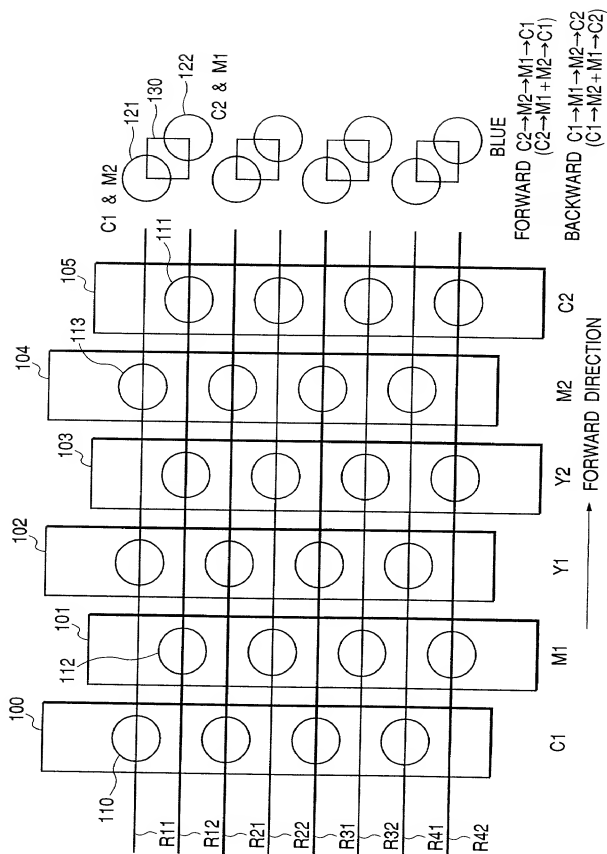 121
130
122
C1 & M2
C2 & M1
105
111
113
104
103
102
101
112
100
110
R11
R12
R21
R22
R31
R32
R41
R42
C1
M1
Y1
Y2
M2
C2
FORWARD DIRECTION
BLUE
FORWARD C2→M2→M1→C1
(C2→M1+M2→C1)
BACKWARD C1→M1→M2→C2
(C1→M2+M1→C2)